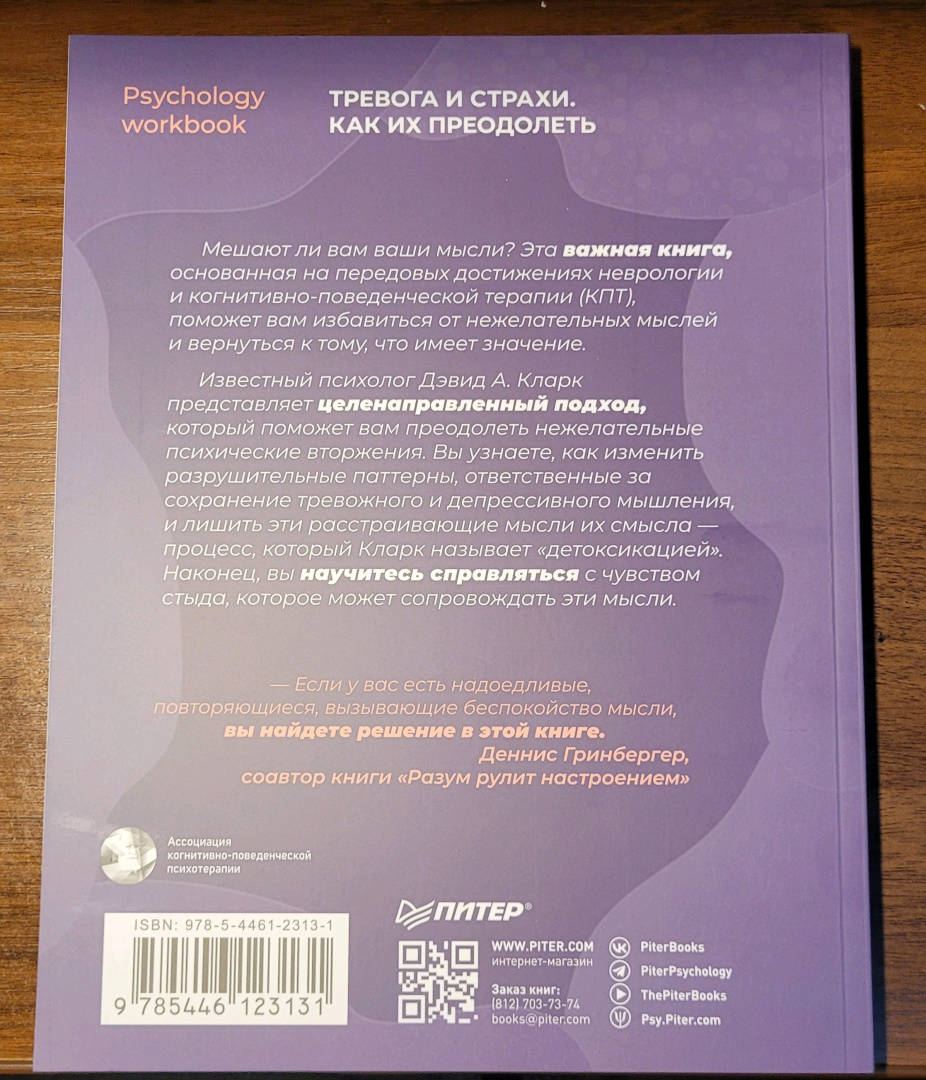 Psychology
workbook
ТРЕВОГА И СТРАХИ.
КАК ИХ ПРЕОДОЛЕТЬ
Мешают ли вам ваши мысли? Эта важная книга,
основанная на передовых достижениях неврологии
и когнитивно-поведенческой терапии (КПТ),
поможет вам избавиться от нежелательных мыслей
и вернуться к тому, что имеет значение.
Известный психолог Дэвид А. Кларк
представляет целенаправленный подход,
который поможет вам преодолеть нежелательные
психические вторжения. Вы узнаете, как изменить
разрушительные паттерны, ответственные за
сохранение тревожного и депрессивного мышления,
и лишить эти расстраивающие мысли их смысла —
процесс, который Кларк называет «детоксикацией».
Наконец, вы научитесь справляться с чувством
стыда, которое может сопровождать эти мысли.
— Если у вас есть надоедливые,
повторяющиеся, вызывающие беспокойство мысли,
вы найдете решение в этой книге.
Деннис Гринбергер,
соавтор книги «Разум рулит настроением»
Ассоциация
когнитивно-поведенческой
психотерапии
ISBN: 978-5-4461-2313-1
9 785446 123131
ПИТЕР®
WWW.PITER.COM
интернет-магазин
Заказ книг:
(812) 703-73-74
books@piter.com
PiterBooks
PiterPsychology
ThePiterBooks
Psy.Piter.com